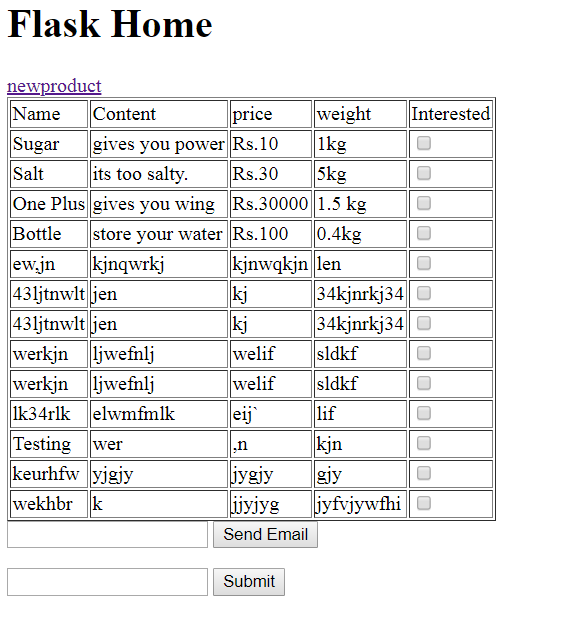 Flask Home
newproduct
Name Content price weight Interested
Sugar gives you power Rs.10 1kg
Salt its too salty. Rs.30 5kg
One Plus gives you wing Rs.30000 1.5 kg
Bottle store your water Rs.100 0.4kg
ew,jn kjnqwrkj kjnwqkjn len
43ljtnwlt jen kj 34kjnrkj34
43ljtnwlt jen kj 34kjnrkj34
werkjn ljwefnlj welif sldkf
werkjn ljwefnlj welif sldkf
lk34rlk elwmfmlk eij` lif
Testing wer ,n kjn
keurhfw yjgjy jygjy gjy
wekhbr k jjyjyg jyfvjywfhi
Send Email
Submit